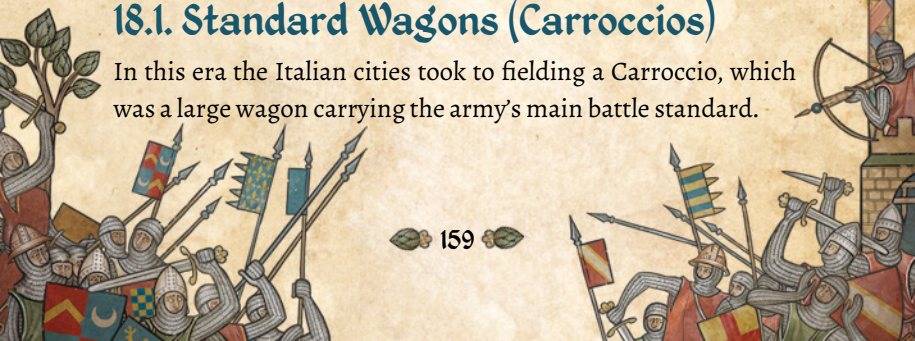 18.1. Standard Wagons (Carroccios)
In this era the Italian cities took to fielding a Carroccio, which
was a large wagon carrying the army’s main battle standard.
159